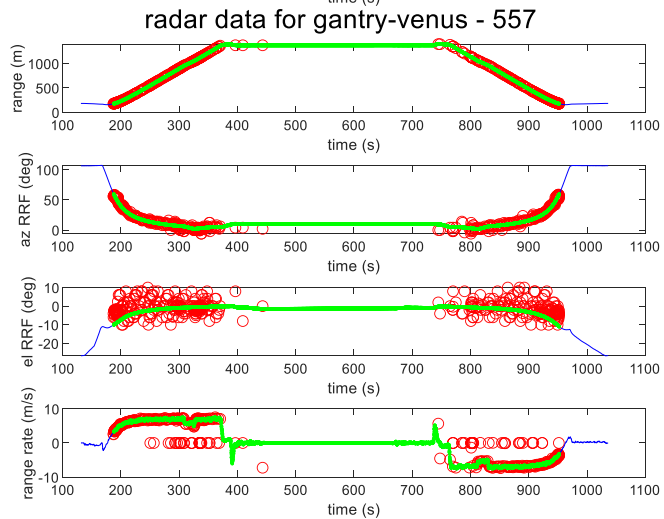 time (s)
radar data for gantry-venus - 557
range (m)
1000
500
0
100 200 300 400 500 600 700 800 900 1000 1100
time (s)
az RRF (deg)
100
50
0
100 200 300 400 500 600 700 800 900 1000 1100
time (s)
el RRF (deg)
10
0
-10
-20
100 200 300 400 500 600 700 800 900 1000 1100
time (s)
range rate (m/s)
10
0
-10
100 200 300 400 500 600 700 800 900 1000 1100
time (s)